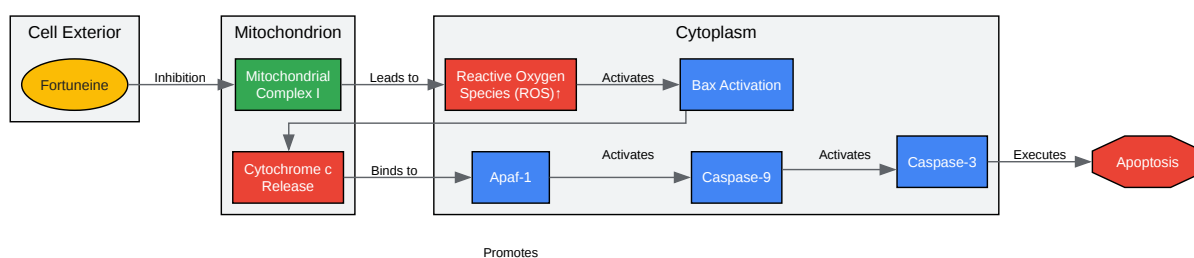 Cell Exterior
Mitochondrion
Cytoplasm
Fortuneine
Inhibition
Mitochondrial
Complex I
Leads to
Reactive Oxygen
Species (ROS)↑
Activates
Bax Activation
Cytochrome c
Release
Binds to
Apaf-1
Activates
Caspase-9
Activates
Caspase-3
Executes
Apoptosis
Promotes